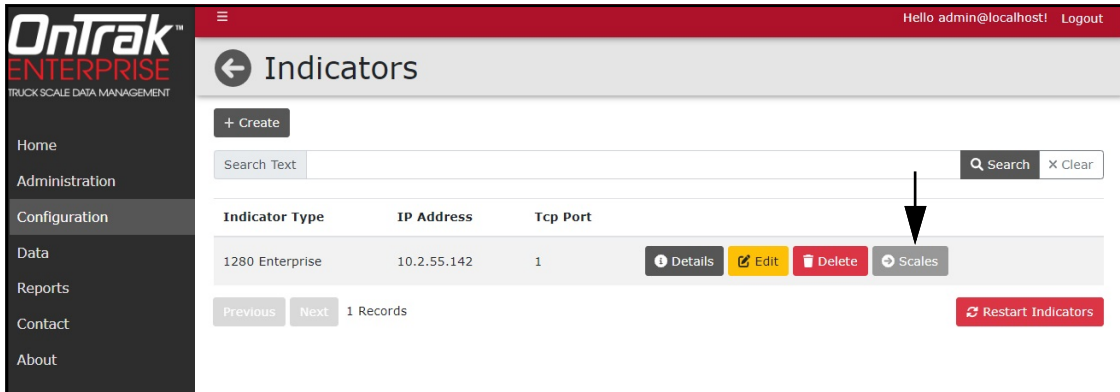 OnTrak™
ENTERPRISE
TRUCK SCALE DATA MANAGEMENT
Home
Administration
Configuration
Data
Reports
Contact
About
Hello admin@localhost! Logout
Indicators
+ Create
Search Text Search × Clear
Indicator Type IP Address Tcp Port
1280 Enterprise 10.2.55.142 1 Details Edit Delete Scales
Previous Next 1 Records Restart Indicators